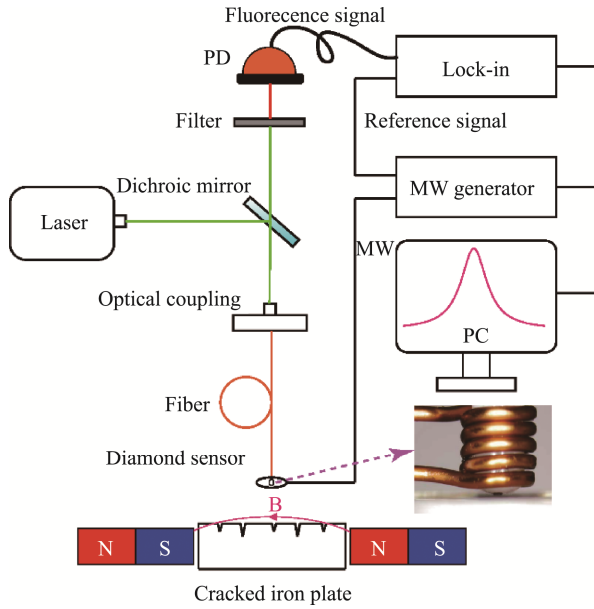 Fluorecence signal
PD
Lock-in
Filter
Reference signal
Dichroic mirror
MW generator
Laser
MW
Optical coupling
PC
Fiber
Diamond sensor
B
N S N S
Cracked iron plate